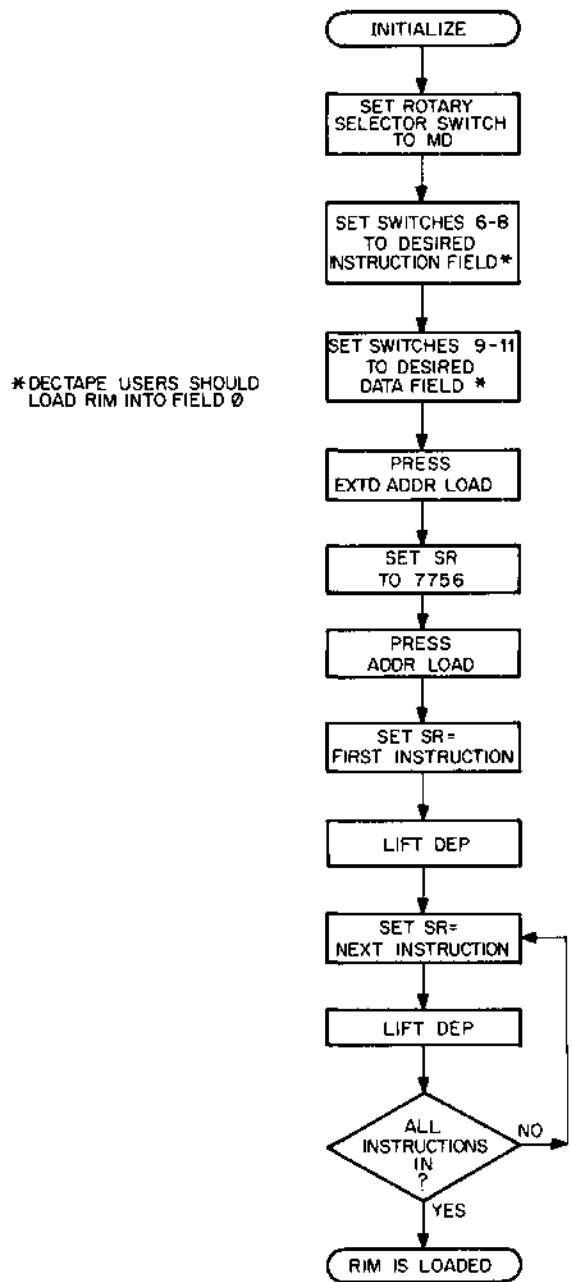 INITIALIZE
SET ROTARY
SELECTOR SWITCH
TO MD
SET SWITCHES 6-8
TO DESIRED
INSTRUCTION FIELD*
SET SWITCHES 9-11
TO DESIRED
DATA FIELD *
* DECTAPE USERS SHOULD
LOAD RIM INTO FIELD Ø
PRESS
EXTD ADDR LOAD
SET SR
TO 7756
PRESS
ADDR LOAD
SET SR=
FIRST INSTRUCTION
LIFT DEP
SET SR=
NEXT INSTRUCTION
LIFT DEP
ALL
INSTRUCTIONS
IN
?
NO
YES
RIM IS LOADED